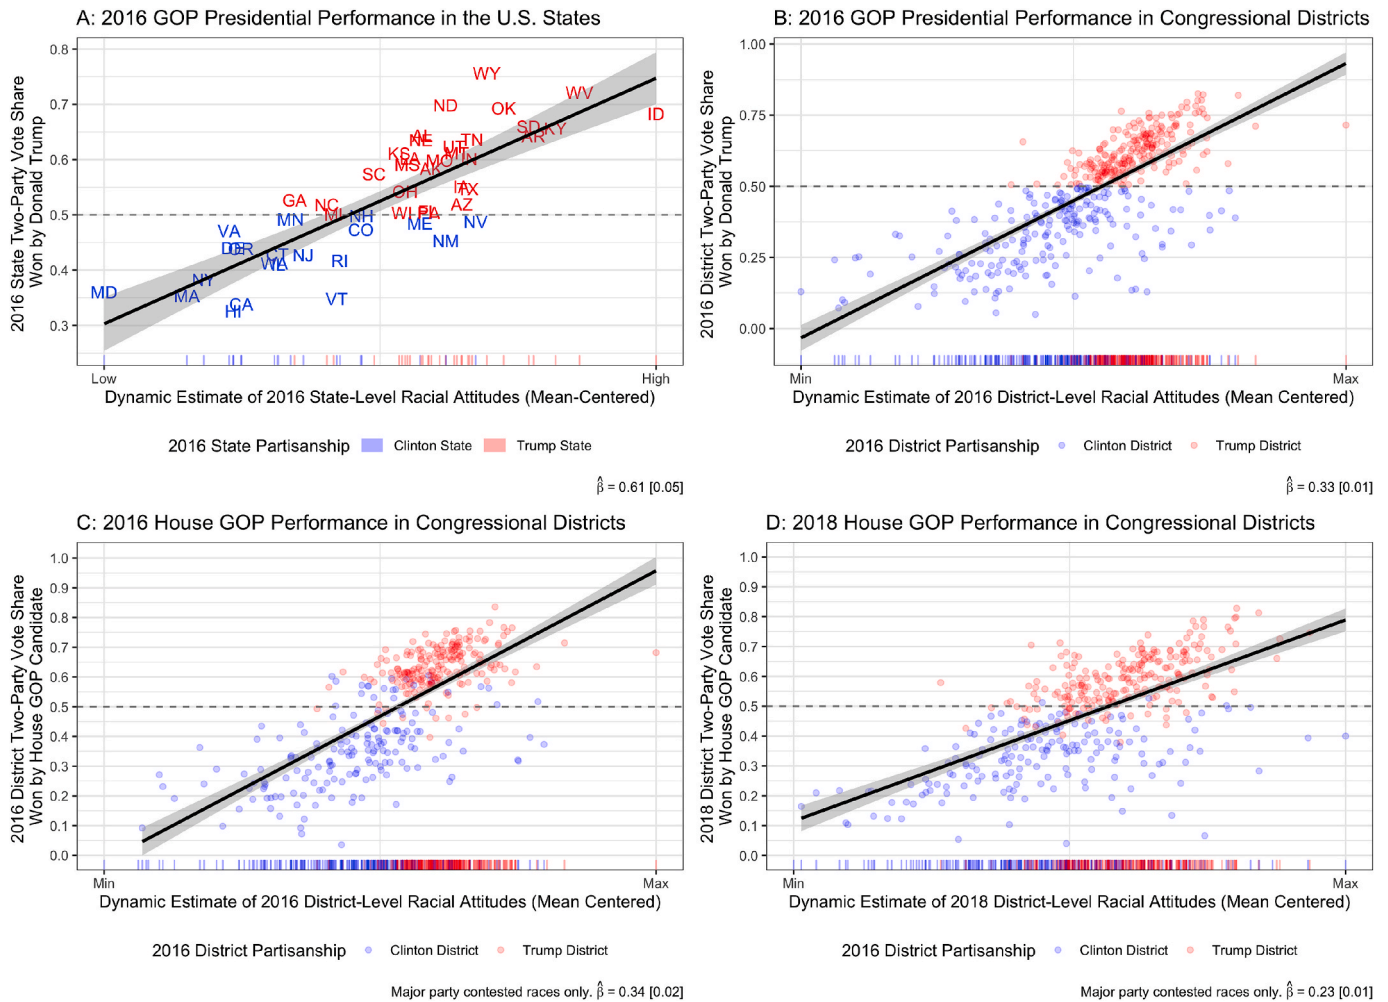 A: 2016 GOP Presidential Performance in the U.S. States
2016 State Two-Party Vote Share
Won by Donald Trump
0.8
0.7
0.6
0.5
0.4
0.3
WY
WV
ND
OK
ID
SD
KY
AR
AL
NE
TN
UT
MT
KS
MS
MO
AK
SC
OH
IA
TX
GA
NC
AZ
MI
WI
PA
NH
MN
ME
NV
CO
VA
NM
DE
OR
CT
NJ
WA
RI
NY
MD
MA
VT
CA
HI
Low
High
Dynamic Estimate of 2016 State-Level Racial Attitudes (Mean-Centered)
2016 State Partisanship
Clinton State
Trump State
β̂ = 0.61 [0.05]
B: 2016 GOP Presidential Performance in Congressional Districts
2016 District Two-Party Vote Share
Won by Donald Trump
1.00
0.75
0.50
0.25
0.00
Min
Max
Dynamic Estimate of 2016 District-Level Racial Attitudes (Mean Centered)
2016 District Partisanship
Clinton District
Trump District
β̂ = 0.33 [0.01]
C: 2016 House GOP Performance in Congressional Districts
2016 District Two-Party Vote Share
Won by House GOP Candidate
1.0
0.9
0.8
0.7
0.6
0.5
0.4
0.3
0.2
0.1
0.0
Min
Max
Dynamic Estimate of 2016 District-Level Racial Attitudes (Mean Centered)
2016 District Partisanship
Clinton District
Trump District
Major party contested races only. β̂ = 0.34 [0.02]
D: 2018 House GOP Performance in Congressional Districts
2018 District Two-Party Vote Share
Won by House GOP Candidate
1.0
0.9
0.8
0.7
0.6
0.5
0.4
0.3
0.2
0.1
0.0
Min
Max
Dynamic Estimate of 2018 District-Level Racial Attitudes (Mean Centered)
2016 District Partisanship
Clinton District
Trump District
Major party contested races only. β̂ = 0.23 [0.01]